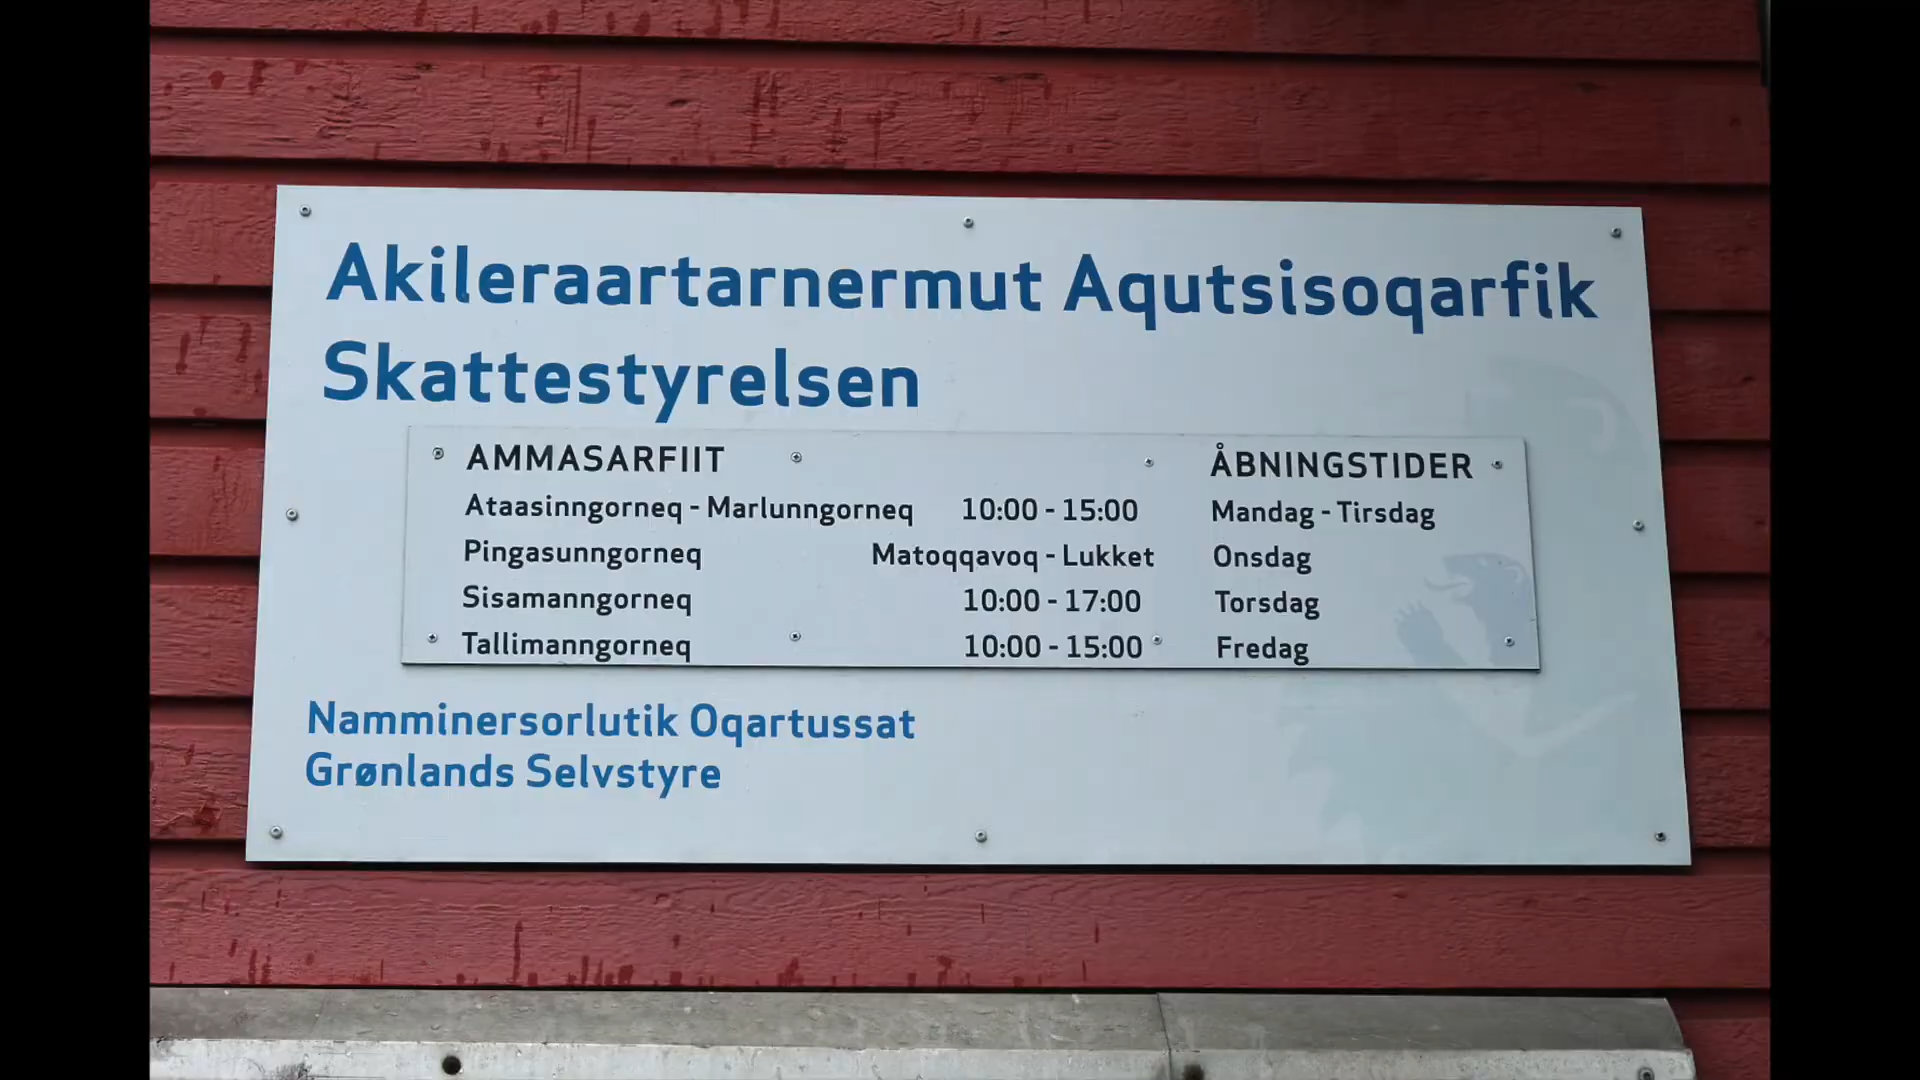 Akileraartarnermut Aqutsisoqarfik
Skattestyrelsen
AMMASARFIIT ÅBNINGSTIDER
Ataasinngorneq - Marlunngorneq 10:00 - 15:00 Mandag - Tirsdag
Pingasunngorneq Matoqqavoq - Lukket Onsdag
Sisamanngorneq 10:00 - 17:00 Torsdag
Tallimanngorneq 10:00 - 15:00 Fredag
Namminersorlutik Oqartussat
Grønlands Selvstyre